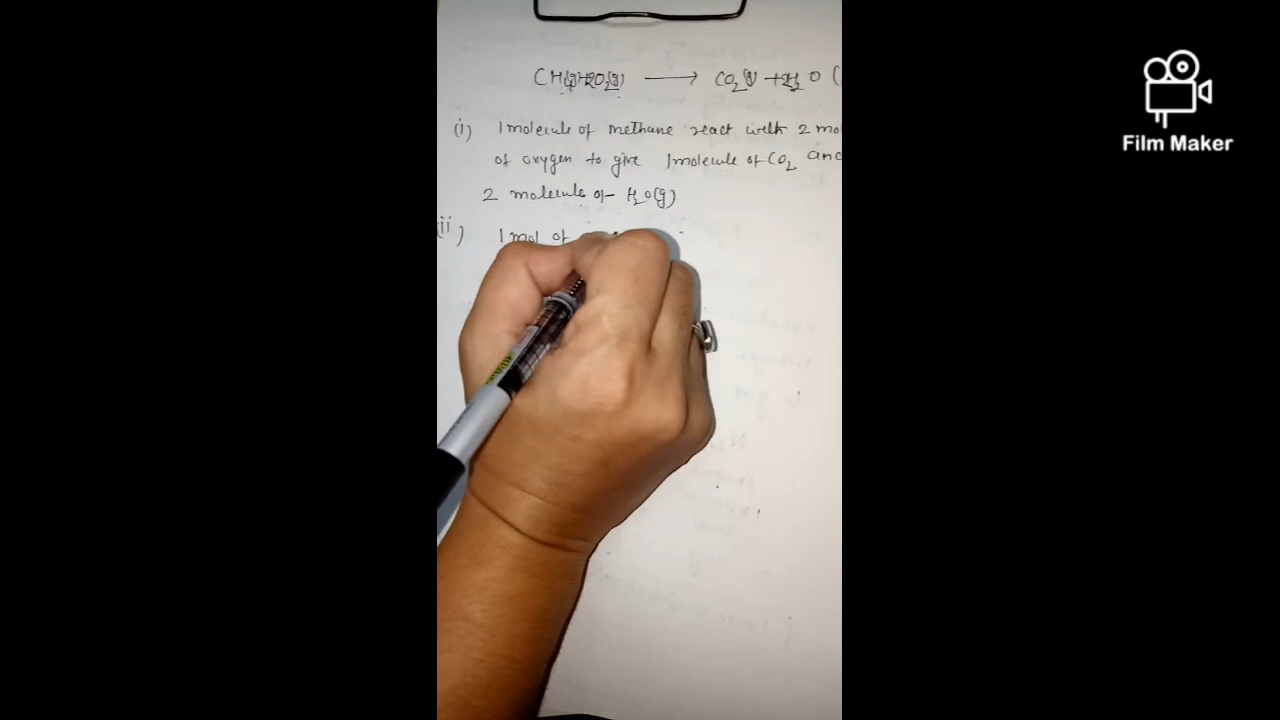 CH4(g)+2O2(g) ⟶ CO2(g) +2H2O (
(i) 1 molecule of methane react with 2 mol
of oxygen to give 1 molecule of CO2 and
2 molecule of H2O(g)
(ii) 1 mol of
Film Maker